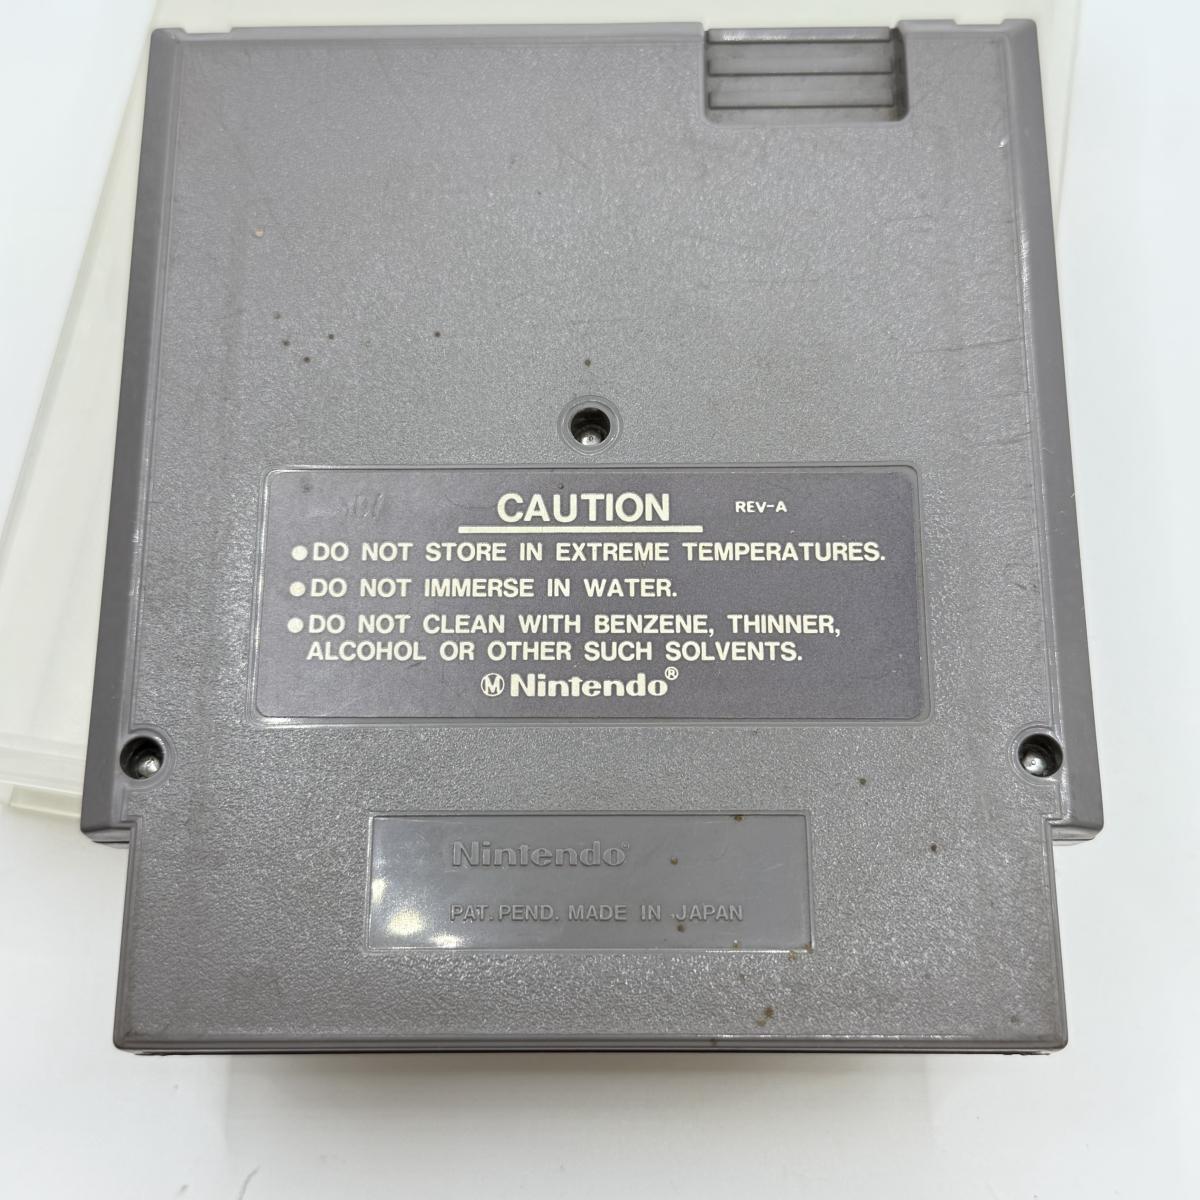 CAUTION REV-A
●DO NOT STORE IN EXTREME TEMPERATURES.
●DO NOT IMMERSE IN WATER.
●DO NOT CLEAN WITH BENZENE, THINNER,
ALCOHOL OR OTHER SUCH SOLVENTS.
Ⓜ Nintendo®
Nintendo®
PAT. PEND. MADE IN JAPAN